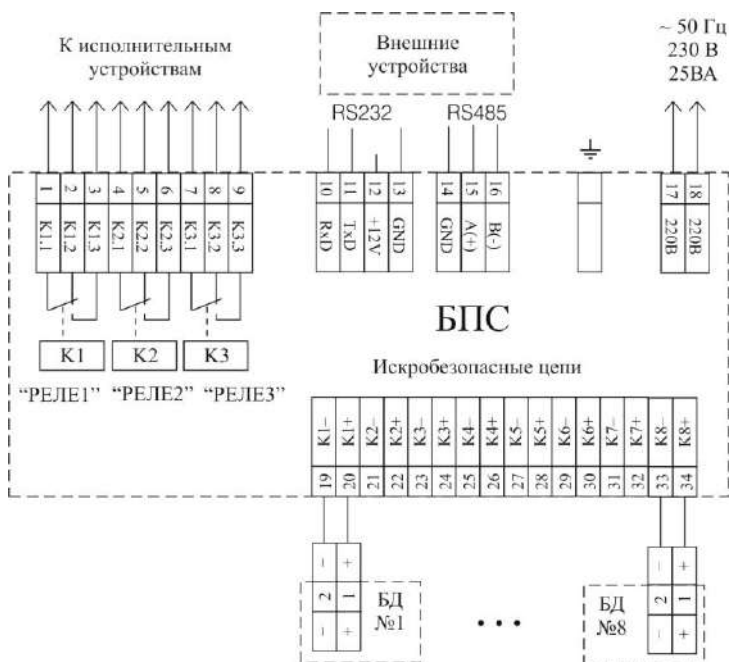 К исполнительным
устройствам
Внешние
устройства
~ 50 Гц
230 В
25ВА
RS232
RS485
1 2 3 4 5 6 7 8 9
10 11 12 13
14 15 16
17 18
K1.1 K1.2 K1.3 K2.1 K2.2 K2.3 K3.1 K3.2 K3.3
RxD TxD +12V GND
GND A(+) B(-)
220В 220В
БПС
K1 K2 K3
“РЕЛЕ1” “РЕЛЕ2” “РЕЛЕ3”
Искробезопасные цепи
K1– K1+ K2– K2+ K3– K3+ K4– K4+ K5– K5+ K6– K6+ K7– K7+ K8– K8+
19 20 21 22 23 24 25 26 27 28 29 30 31 32 33 34
– +
2 1
– +
БД
№1
• • •
БД
№8
– +
2 1
– +